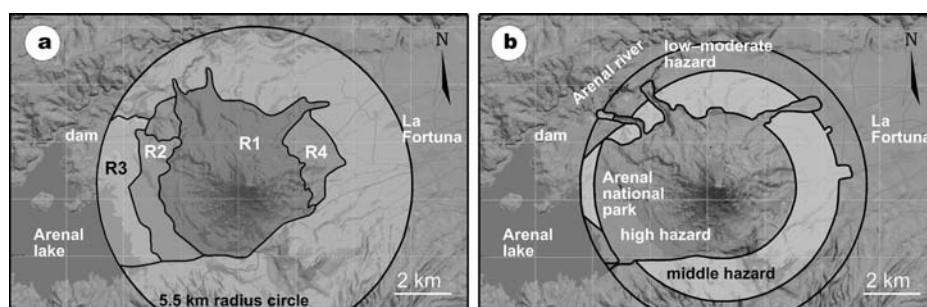 a
N
dam
R2
R1
R4
R3
La
Fortuna
Arenal
lake
5.5 km radius circle
2 km
b
low–moderate
hazard
Arenal river
N
dam
La
Fortuna
Arenal
national
park
Arenal
lake
high hazard
middle hazard
2 km